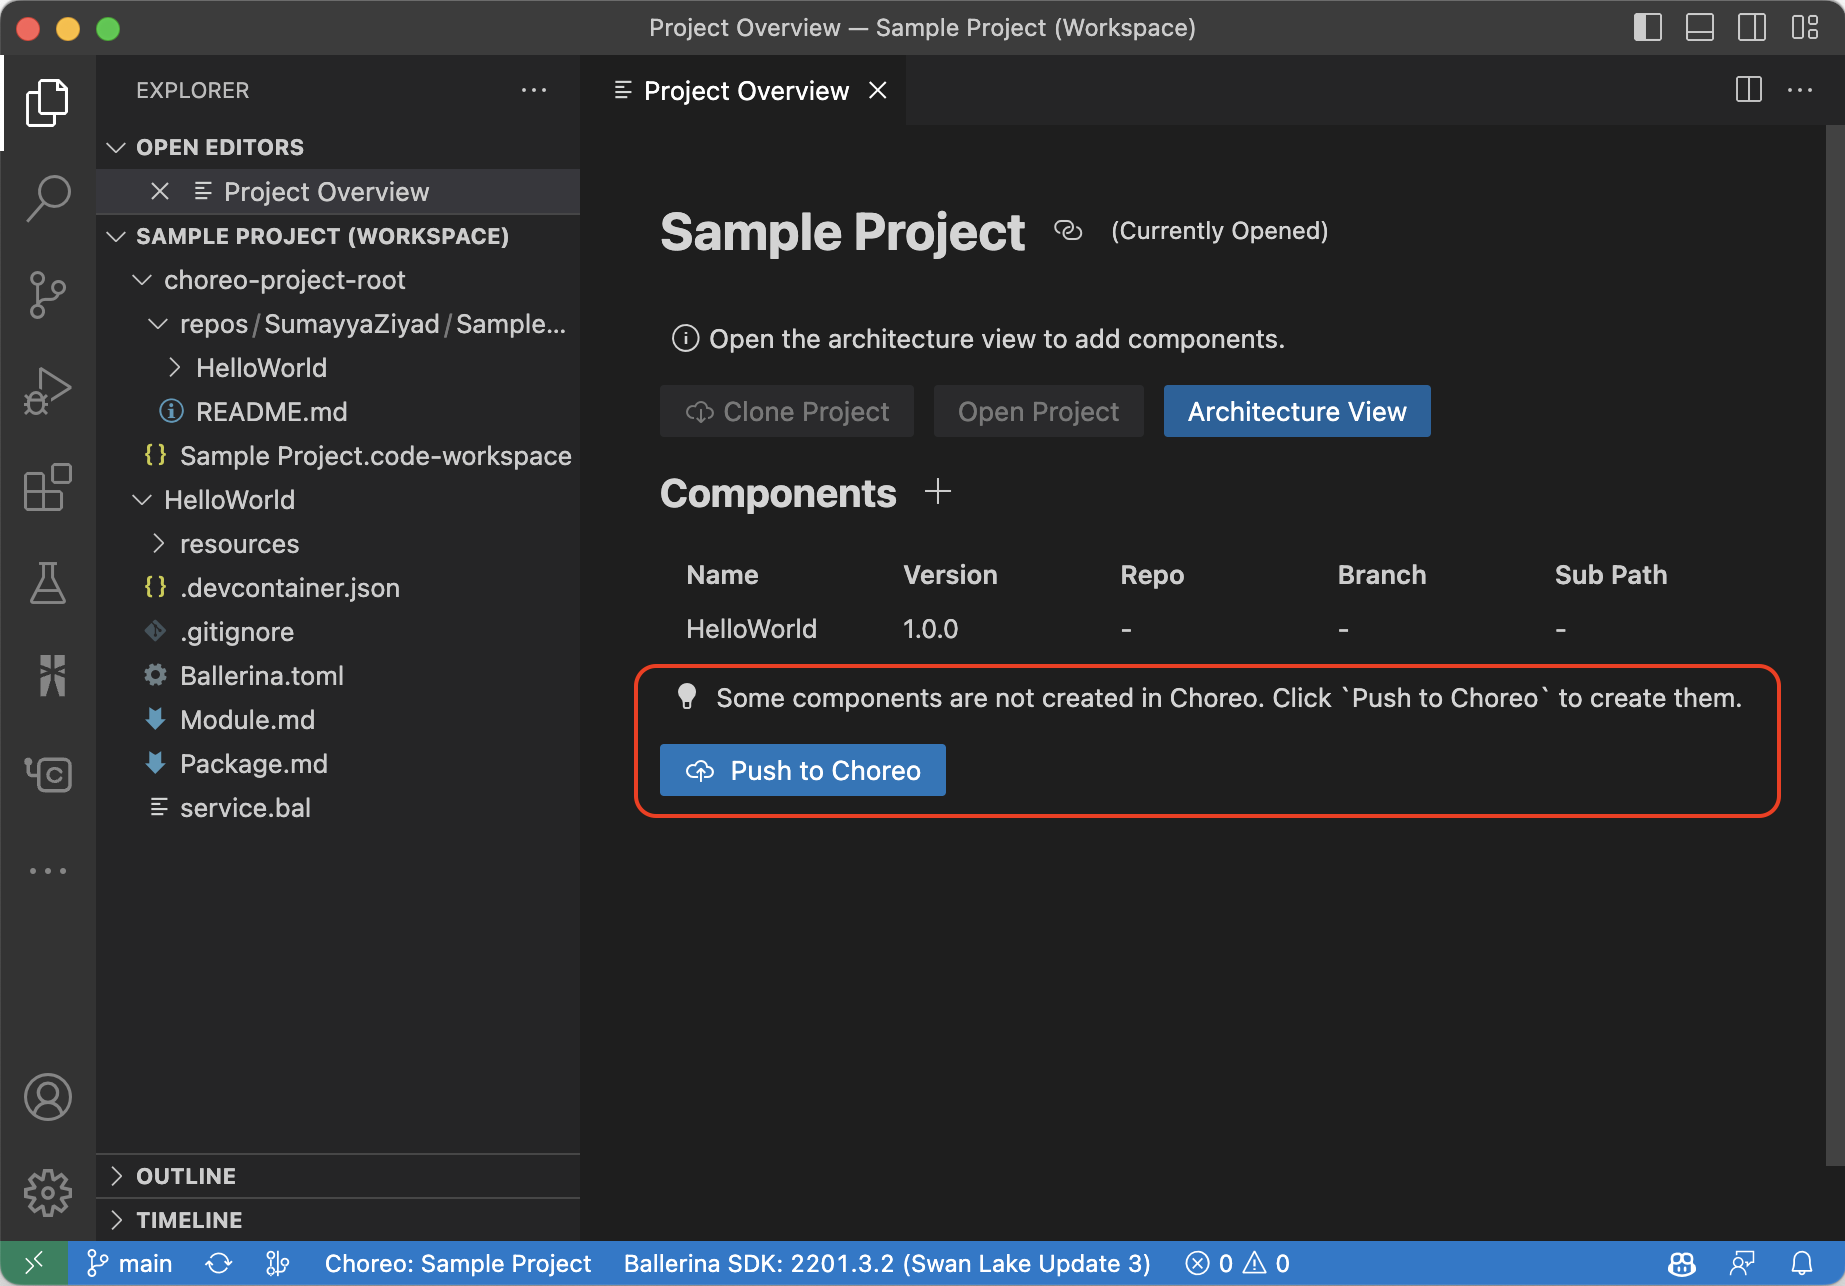 Project Overview — Sample Project (Workspace)
EXPLORER
OPEN EDITORS
Project Overview
SAMPLE PROJECT (WORKSPACE)
choreo-project-root
repos/SumayyaZiyad/Sample...
HelloWorld
README.md
Sample Project.code-workspace
HelloWorld
resources
.devcontainer.json
.gitignore
Ballerina.toml
Module.md
Package.md
service.bal
OUTLINE
TIMELINE
Project Overview
Sample Project (Currently Opened)
Open the architecture view to add components.
Clone Project Open Project Architecture View
Components
Name Version Repo Branch Sub Path
HelloWorld 1.0.0 - - -
Some components are not created in Choreo. Click `Push to Choreo` to create them.
Push to Choreo
main Choreo: Sample Project Ballerina SDK: 2201.3.2 (Swan Lake Update 3) 0 0